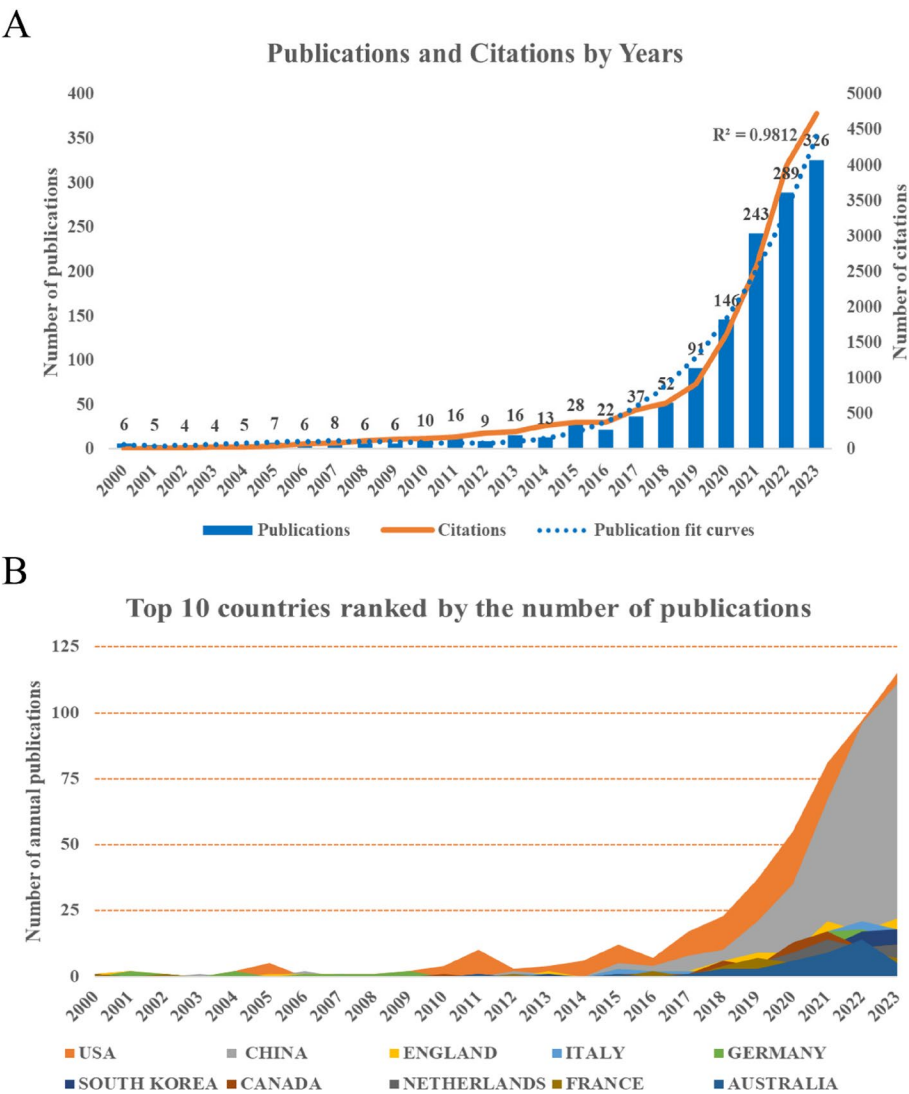 A
Publications and Citations by Years
400
350
300
250
200
150
100
50
0
Number of publications
5000
4500
4000
3500
3000
2500
2000
1500
1000
500
0
Number of citations
R² = 0.9812
6 5 4 4 5 7 6 8 6 6 10 16 9 16 13 28 22 37 52 91 146 243 289 326
2000 2001 2002 2003 2004 2005 2006 2007 2008 2009 2010 2011 2012 2013 2014 2015 2016 2017 2018 2019 2020 2021 2022 2023
Publications Citations Publication fit curves
B
Top 10 countries ranked by the number of publications
125
100
75
50
25
0
Number of annual publications
2000 2001 2002 2003 2004 2005 2006 2007 2008 2009 2010 2011 2012 2013 2014 2015 2016 2017 2018 2019 2020 2021 2022 2023
USA CHINA ENGLAND ITALY GERMANY
SOUTH KOREA CANADA NETHERLANDS FRANCE AUSTRALIA